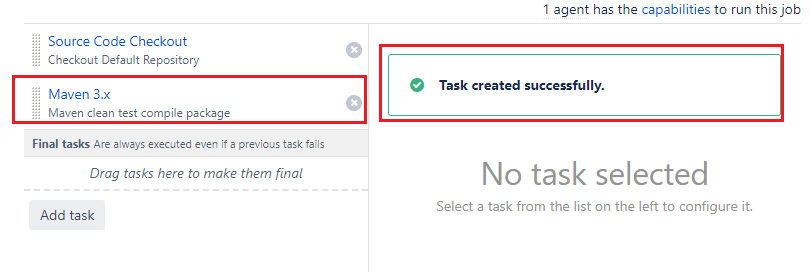 1 agent has the capabilities to run this job
Source Code Checkout
Checkout Default Repository
Maven 3.x
Maven clean test compile package
Final tasks Are always executed even if a previous task fails
Drag tasks here to make them final
Add task
Task created successfully.
No task selected
Select a task from the list on the left to configure it.